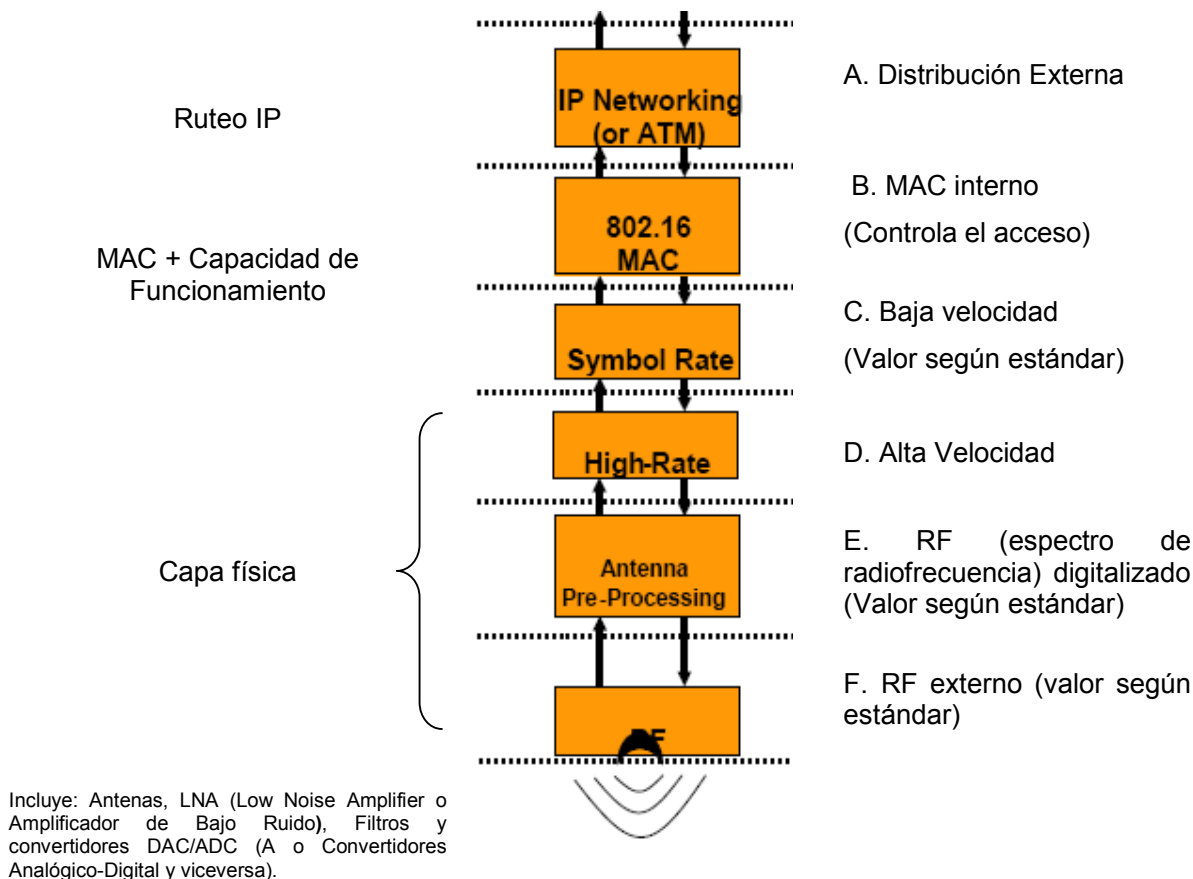 Ruteo IP
MAC + Capacidad de
Funcionamiento
Capa física
Incluye: Antenas, LNA (Low Noise Amplifier o
Amplificador de Bajo Ruido), Filtros y
convertidores DAC/ADC (A o Convertidores
Analógico-Digital y viceversa).
IP Networking
(or ATM)
802.16
MAC
Symbol Rate
High-Rate
Antenna
Pre-Processing
RF
A. Distribución Externa
B. MAC interno
(Controla el acceso)
C. Baja velocidad
(Valor según estándar)
D. Alta Velocidad
E. RF (espectro de
radiofrecuencia) digitalizado
(Valor según estándar)
F. RF externo (valor según
estándar)